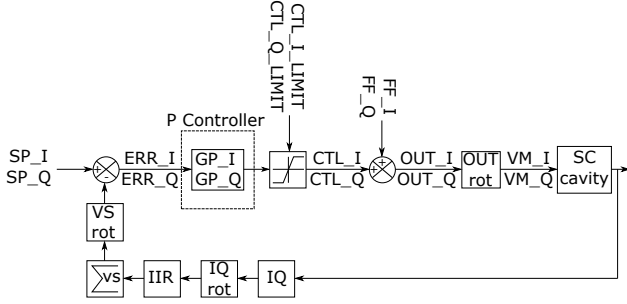 CTL_I_LIMIT
CTL_Q_LIMIT
FF_I
FF_Q
P Controller
SP_I
SP_Q
+
-
ERR_I
ERR_Q
GP_I
GP_Q
CTL_I
CTL_Q
+
+
OUT_I
OUT_Q
OUT
rot
VM_I
VM_Q
SC
cavity
VS
rot
∑vs
IIR
IQ
rot
IQ